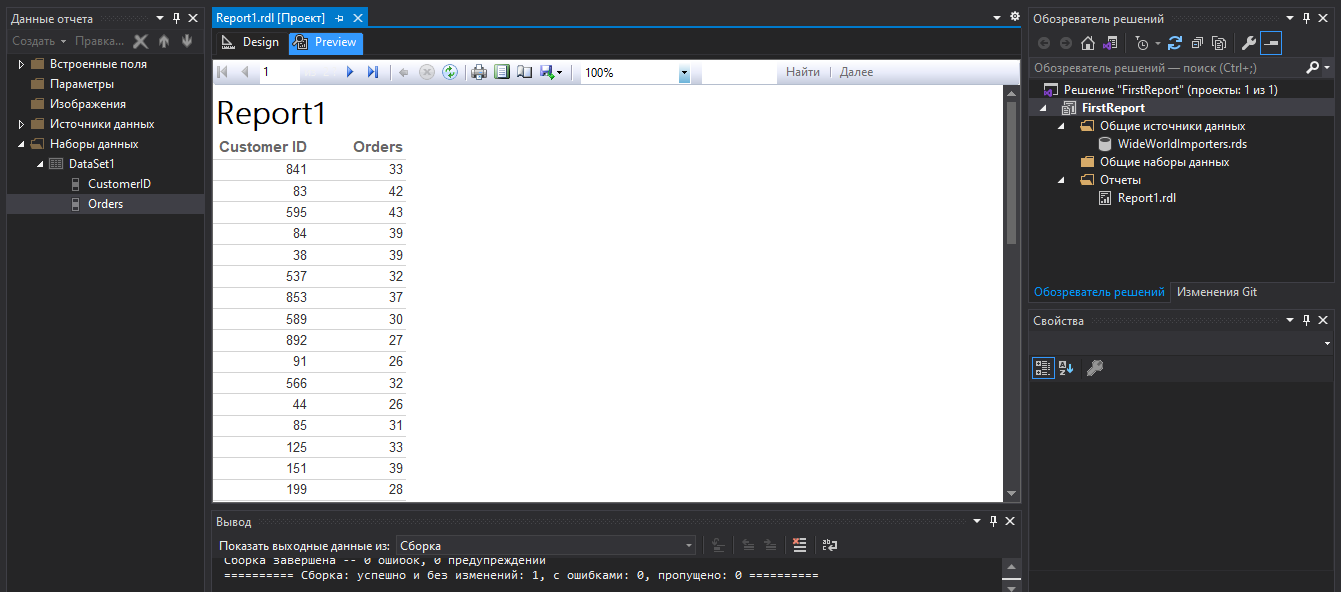 Данные отчета
Создать
Правка...
Встроенные поля
Параметры
Изображения
Источники данных
Наборы данных
DataSet1
CustomerID
Orders
Report1.rdl [Проект]
Design Preview
1 100% Найти | Далее
Report1
Customer ID Orders
841 33
83 42
595 43
84 39
38 39
537 32
853 37
589 30
892 27
91 26
566 32
44 26
85 31
125 33
151 39
199 28
Вывод
Показать выходные данные из: Сборка
Сборка завершена -- 0 ошибок, 0 предупреждений
========== Сборка: успешно и без изменений: 1, с ошибками: 0, пропущено: 0 ==========
Обозреватель решений
Обозреватель решений — поиск (Ctrl+;)
Решение "FirstReport" (проекты: 1 из 1)
FirstReport
Общие источники данных
WideWorldImporters.rds
Общие наборы данных
Отчеты
Report1.rdl
Обозреватель решений Изменения Git
Свойства